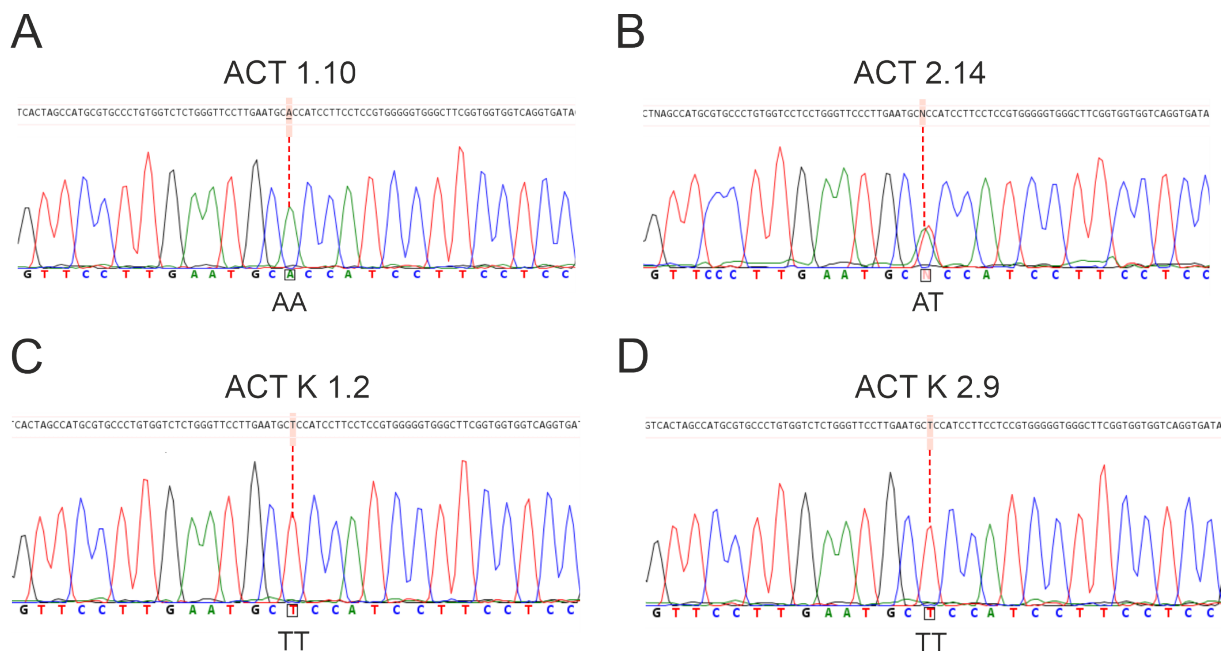 A
ACT 1.10
TCACTAGCCATGCGTGCCCTGTGGTCTCTGGGTTCCTTGAATGCACCATCCTTCCTCCGTGGGGGTGGGCTTCGGTGGTGGTCAGGTGATA
G T T C C T T G A A T G C A C C A T C C T T C C T C C
AA
B
ACT 2.14
CTNAGCCATGCGTGCCCTGTGGTCCTCCTGGGTTCCCTTGAATGCNCCATCCTTCCTCCGTGGGGGTGGGCTTCGGTGGTGGTCAGGTGATA
G T T C C C T T G A A T G C N C C A T C C T T C C T C C
AT
C
ACT K 1.2
CACTAGCCATGCGTGCCCTGTGGTCTCTGGGTTCCTTGAATGCTCCATCCTTCCTCCGTGGGGGTGGGCTTCGGTGGTGGTCAGGTGA
G T T C C T T G A A T G C T C C A T C C T T C C T C C
TT
D
ACT K 2.9
GTCACTAGCCATGCGTGCCCTGTGGTCTCTGGGTTCCTTGAATGCTCCATCCTTCCTCCGTGGGGGTGGGCTTCGGTGGTGGTCAGGTGATA
G T T C C T T G A A T G C T C C A T C C T T C C T C C
TT